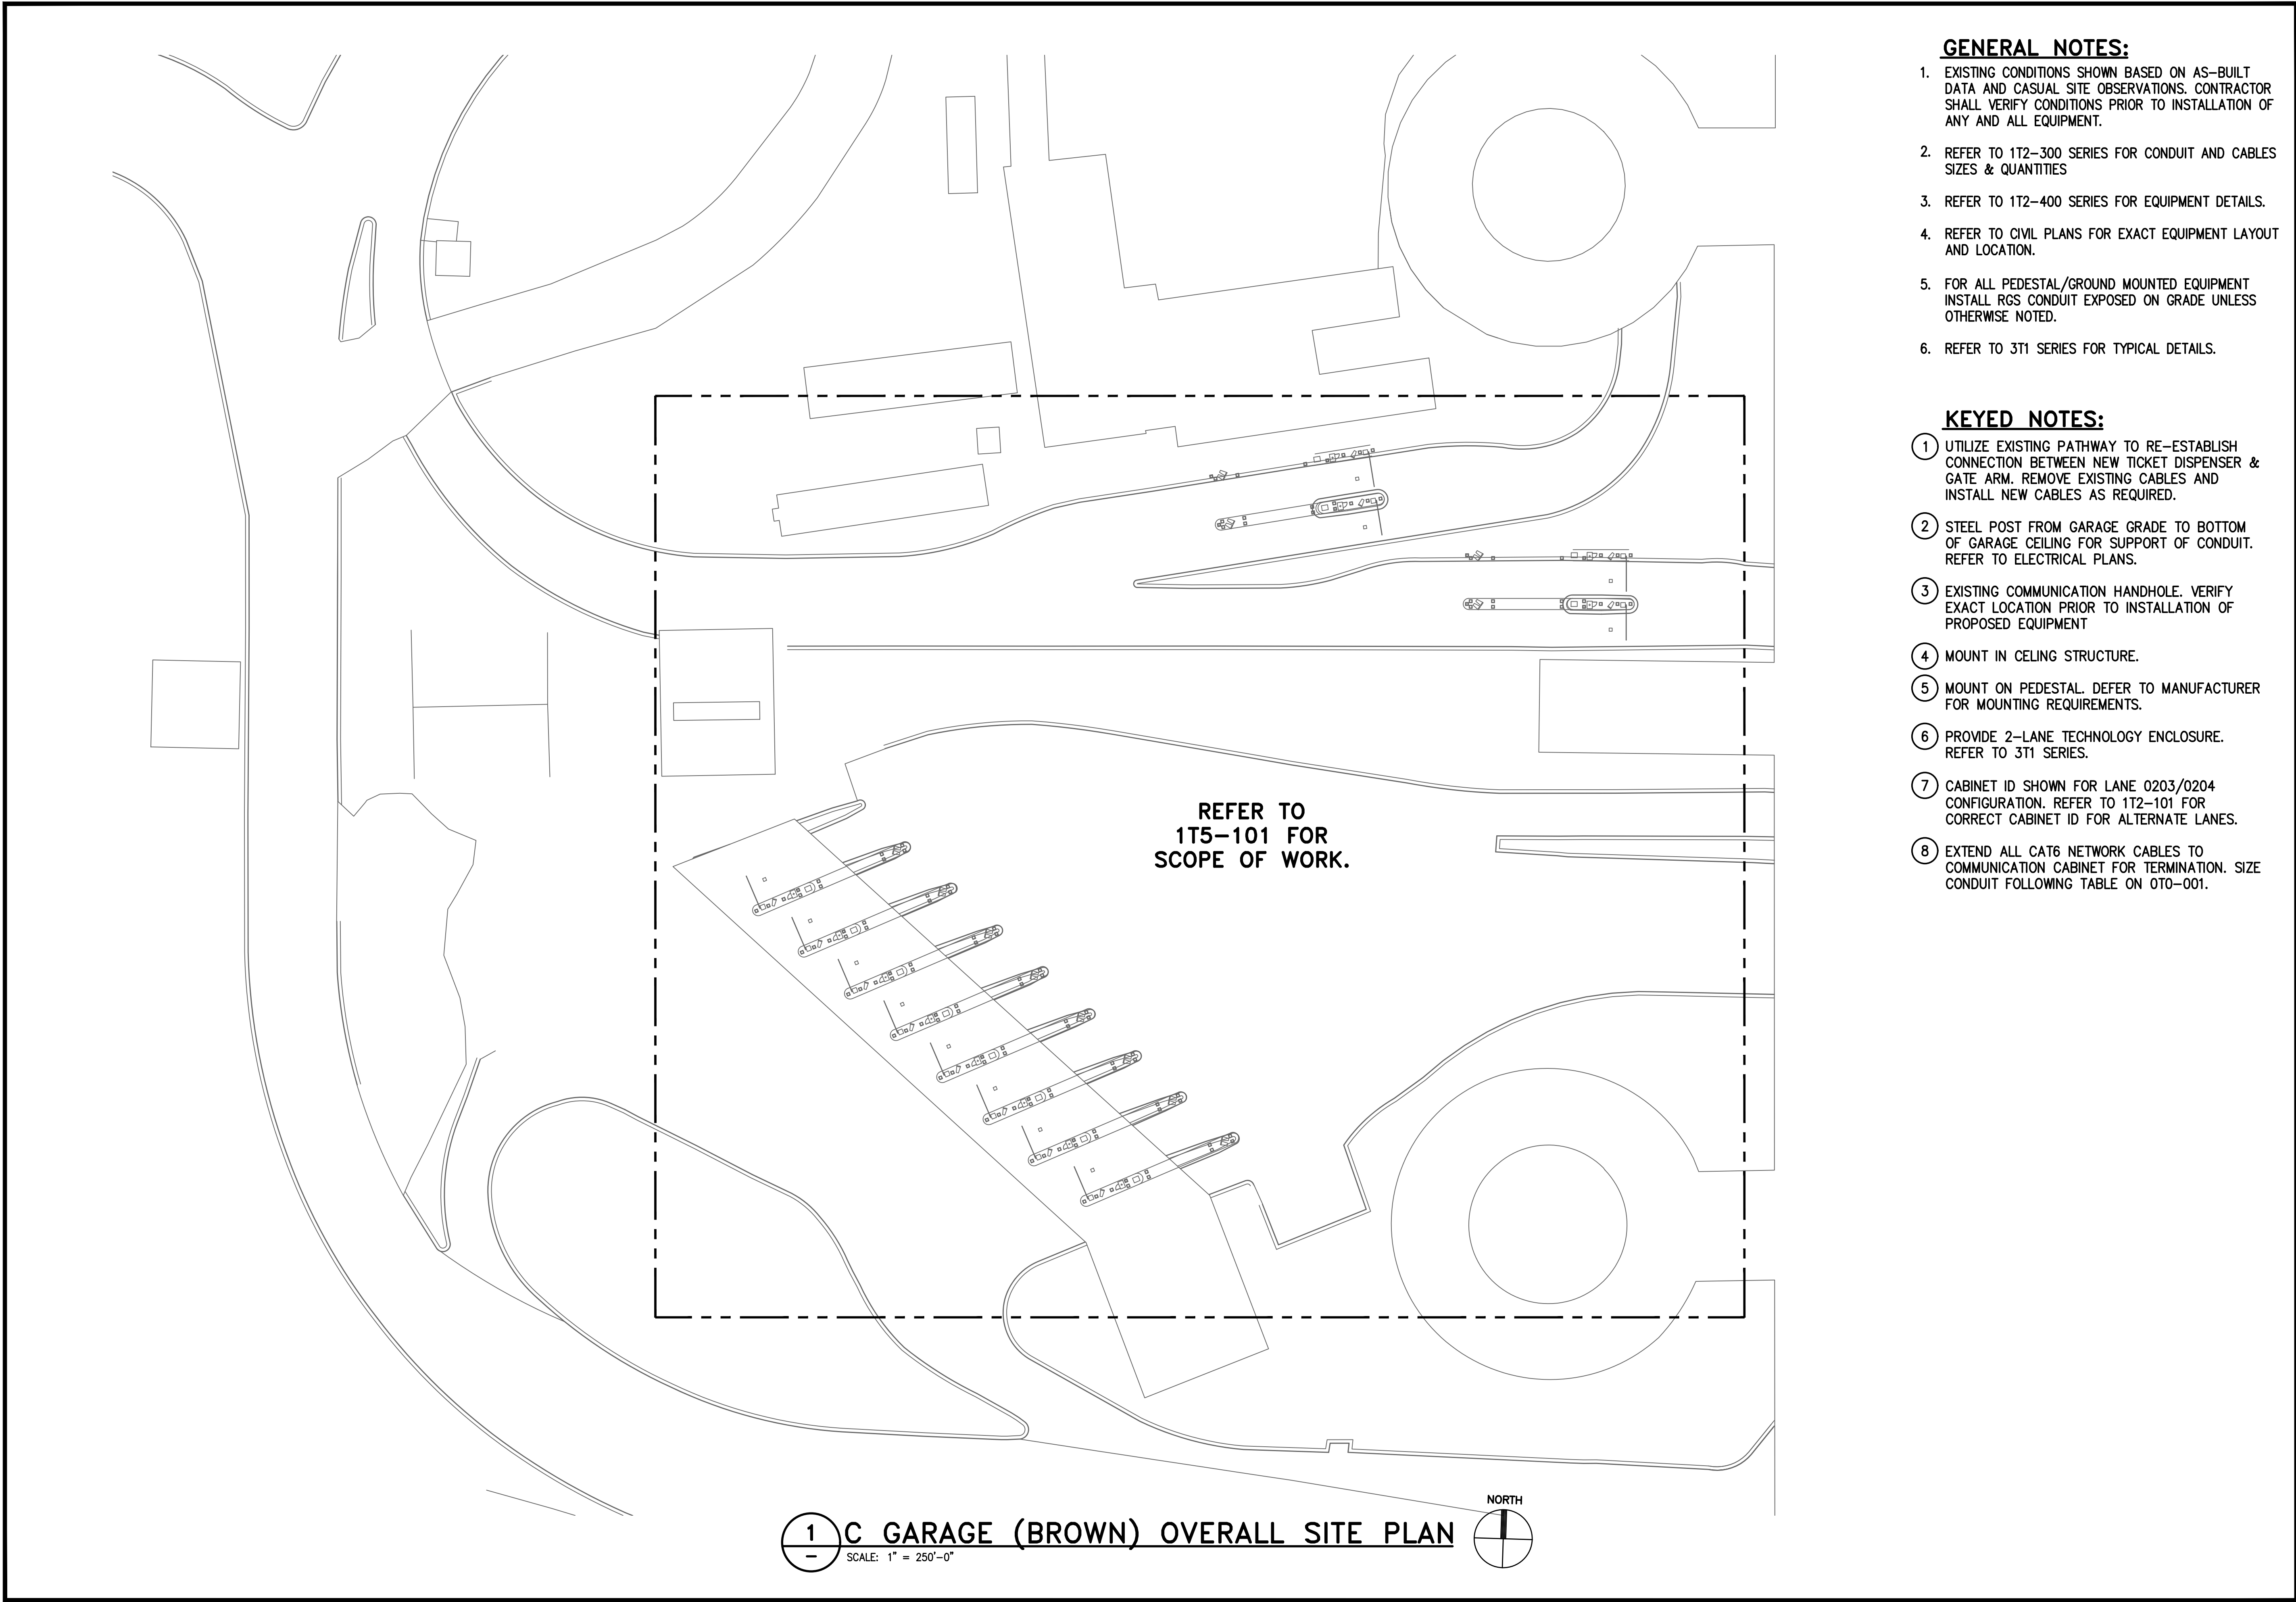 GENERAL NOTES:
1. EXISTING CONDITIONS SHOWN BASED ON AS-BUILT
DATA AND CASUAL SITE OBSERVATIONS. CONTRACTOR
SHALL VERIFY CONDITIONS PRIOR TO INSTALLATION OF
ANY AND ALL EQUIPMENT.
2. REFER TO 1T2-300 SERIES FOR CONDUIT AND CABLES
SIZES & QUANTITIES
3. REFER TO 1T2-400 SERIES FOR EQUIPMENT DETAILS.
4. REFER TO CIVIL PLANS FOR EXACT EQUIPMENT LAYOUT
AND LOCATION.
5. FOR ALL PEDESTAL/GROUND MOUNTED EQUIPMENT
INSTALL RGS CONDUIT EXPOSED ON GRADE UNLESS
OTHERWISE NOTED.
6. REFER TO 3T1 SERIES FOR TYPICAL DETAILS.
KEYED NOTES:
1 UTILIZE EXISTING PATHWAY TO RE-ESTABLISH
CONNECTION BETWEEN NEW TICKET DISPENSER &
GATE ARM. REMOVE EXISTING CABLES AND
INSTALL NEW CABLES AS REQUIRED.
2 STEEL POST FROM GARAGE GRADE TO BOTTOM
OF GARAGE CEILING FOR SUPPORT OF CONDUIT.
REFER TO ELECTRICAL PLANS.
3 EXISTING COMMUNICATION HANDHOLE. VERIFY
EXACT LOCATION PRIOR TO INSTALLATION OF
PROPOSED EQUIPMENT
4 MOUNT IN CELING STRUCTURE.
5 MOUNT ON PEDESTAL. DEFER TO MANUFACTURER
FOR MOUNTING REQUIREMENTS.
6 PROVIDE 2-LANE TECHNOLOGY ENCLOSURE.
REFER TO 3T1 SERIES.
7 CABINET ID SHOWN FOR LANE 0203/0204
CONFIGURATION. REFER TO 1T2-101 FOR
CORRECT CABINET ID FOR ALTERNATE LANES.
8 EXTEND ALL CAT6 NETWORK CABLES TO
COMMUNICATION CABINET FOR TERMINATION. SIZE
CONDUIT FOLLOWING TABLE ON 0T0-001.
REFER TO
1T5-101 FOR
SCOPE OF WORK.
NORTH
1 C GARAGE (BROWN) OVERALL SITE PLAN
- SCALE: 1" = 250'-0"